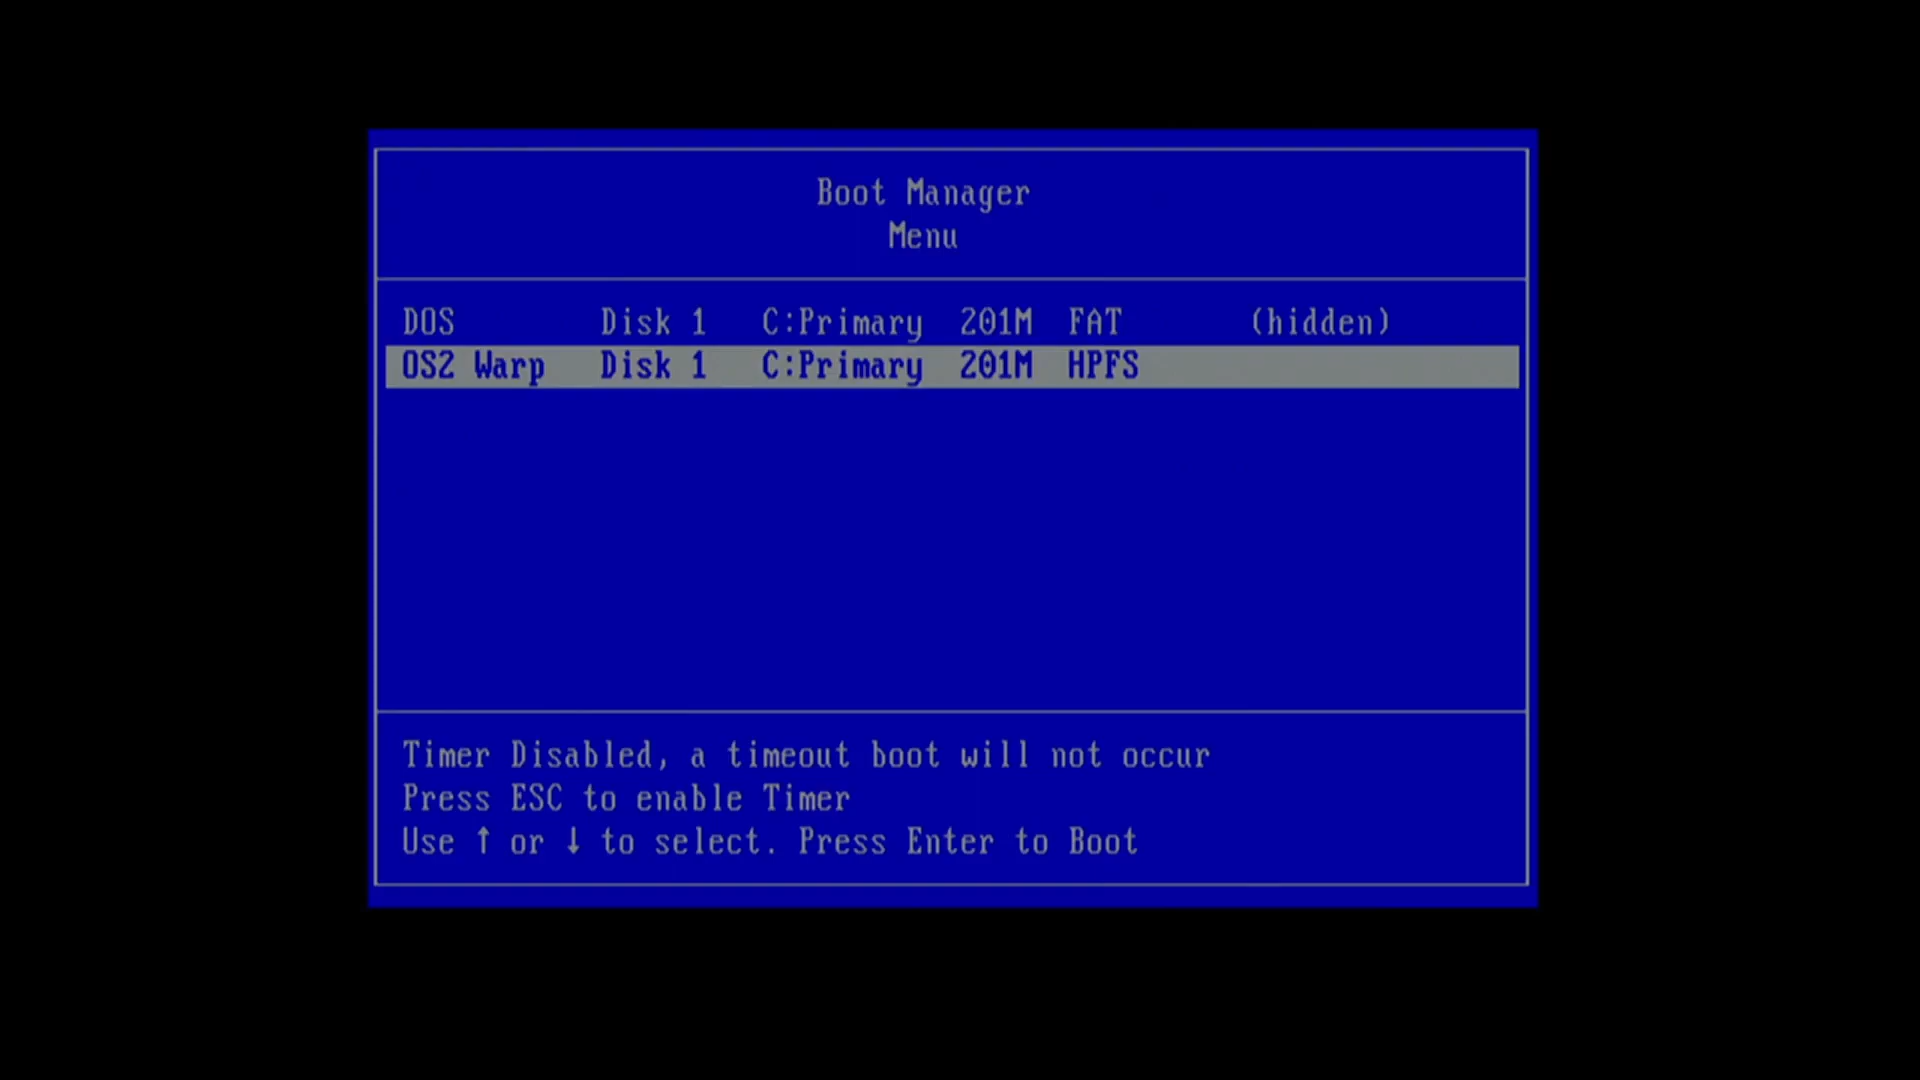 Boot Manager
Menu
DOS Disk 1 C:Primary 201M FAT (hidden)
OS2 Warp Disk 1 C:Primary 201M HPFS
Timer Disabled, a timeout boot will not occur
Press ESC to enable Timer
Use ↑ or ↓ to select. Press Enter to Boot